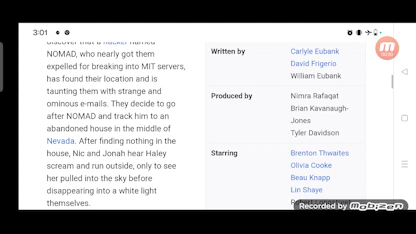 3:01
discover that a hacker named
NOMAD, who nearly got them
expelled for breaking into MIT servers,
has found their location and is
taunting them with strange and
ominous e-mails. They decide to go
after NOMAD and track him to an
abandoned house in the middle of
Nevada. After finding nothing in the
house, Nic and Jonah hear Haley
scream and run outside, only to see
her pulled into the sky before
disappearing into a white light
themselves.
Written by
Carlyle Eubank
David Frigerio
William Eubank
Produced by
Nimra Rafaqat
Brian Kavanaugh-
Jones
Tyler Davidson
Starring
Brenton Thwaites
Olivia Cooke
Beau Knapp
Lin Shaye
Recorded by Mobizen